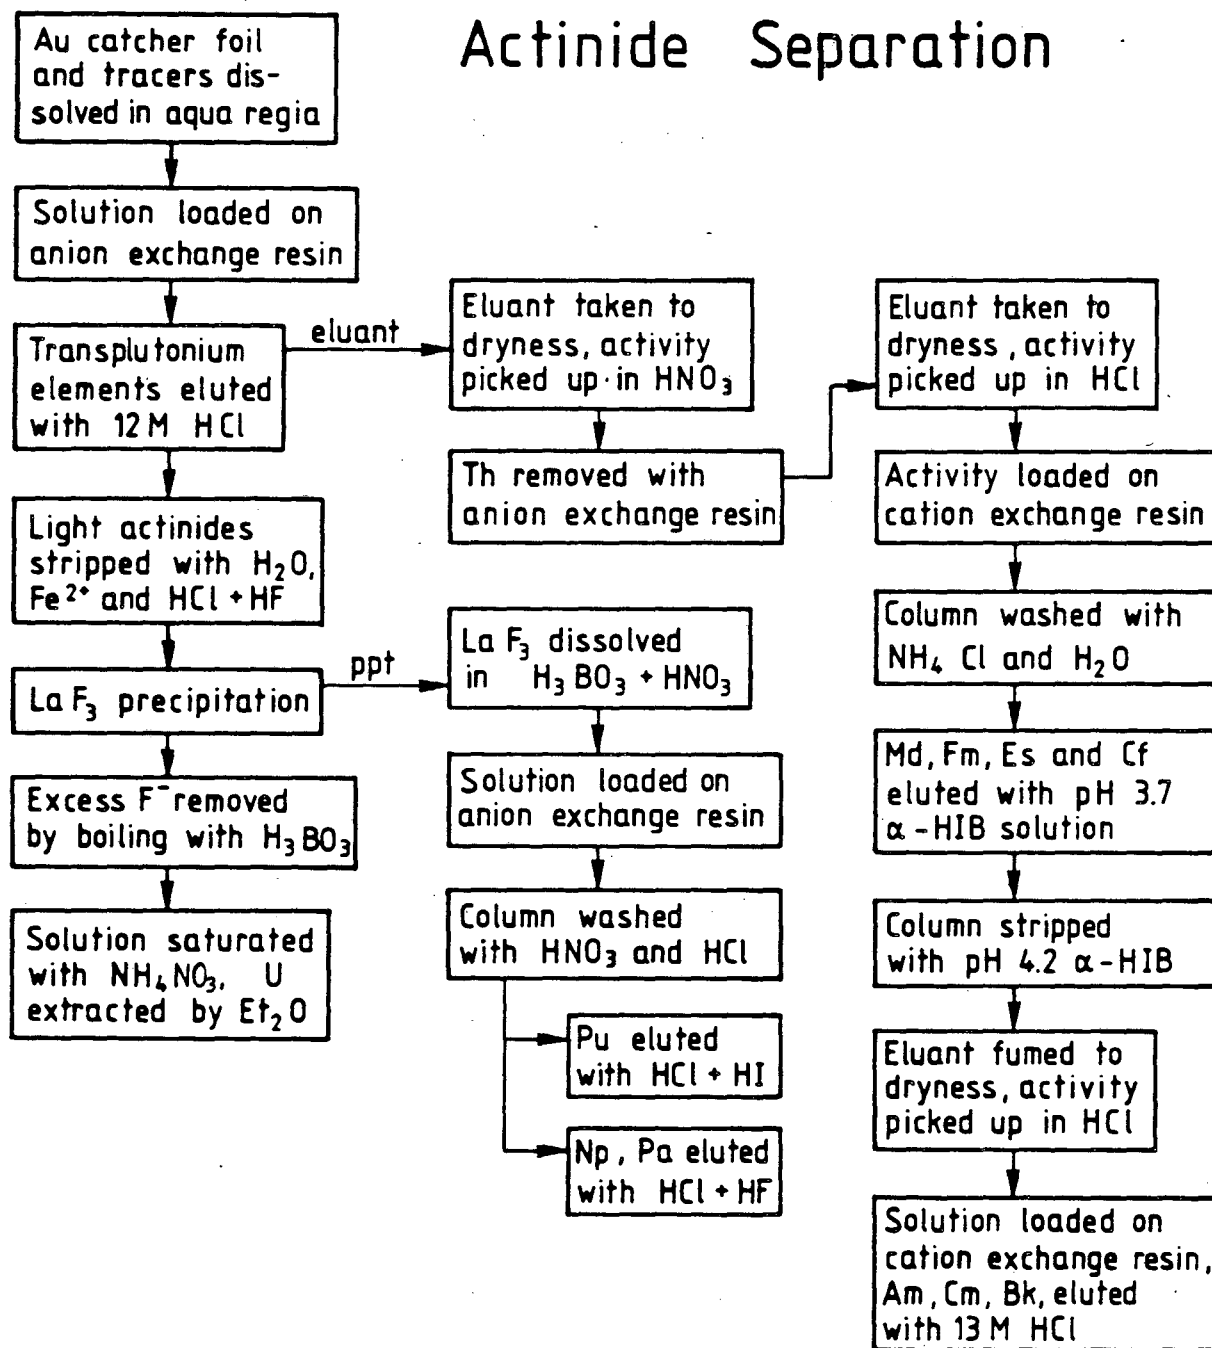 Actinide Separation
Au catcher foil
and tracers dis-
solved in aqua regia
Solution loaded on
anion exchange resin
Transplutonium
elements eluted
with 12 M HCl
eluant
Light actinides
stripped with H₂O,
Fe²⁺ and HCl + HF
LaF₃ precipitation
ppt
Excess F⁻ removed
by boiling with H₃BO₃
Solution saturated
with NH₄NO₃, U
extracted by Et₂O
Eluant taken to
dryness, activity
picked up in HNO₃
Th removed with
anion exchange resin
La F₃ dissolved
in H₃BO₃ + HNO₃
Solution loaded on
anion exchange resin
Column washed
with HNO₃ and HCl
Pu eluted
with HCl + HI
Np, Pa eluted
with HCl + HF
Eluant taken to
dryness, activity
picked up in HCl
Activity loaded on
cation exchange resin
Column washed with
NH₄ Cl and H₂O
Md, Fm, Es and Cf
eluted with pH 3.7
α-HIB solution
Column stripped
with pH 4.2 α-HIB
Eluant fumed to
dryness, activity
picked up in HCl
Solution loaded on
cation exchange resin,
Am, Cm, Bk, eluted
with 13 M HCl